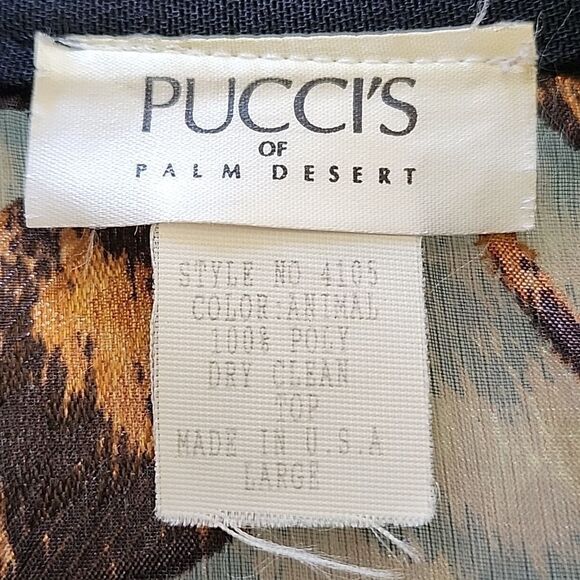 PUCCI'S
OF
PALM DESERT
STYLE NO 4105
COLOR:ANIMAL
100% POLY
DRY CLEAN
TOP
MADE IN U.S.A
LARGE